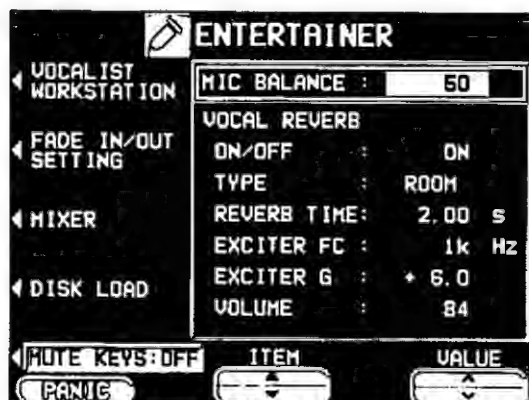 ENTERTAINER
VOCALIST
WORKSTATION
FADE IN/OUT
SETTING
MIXER
DISK LOAD
MUTE KEYS:OFF
PANIC
MIC BALANCE : 50
VOCAL REVERB
ON/OFF : ON
TYPE : ROOM
REVERB TIME: 2.00 S
EXCITER FC : 1k Hz
EXCITER G : + 6.0
VOLUME : 84
ITEM
VALUE